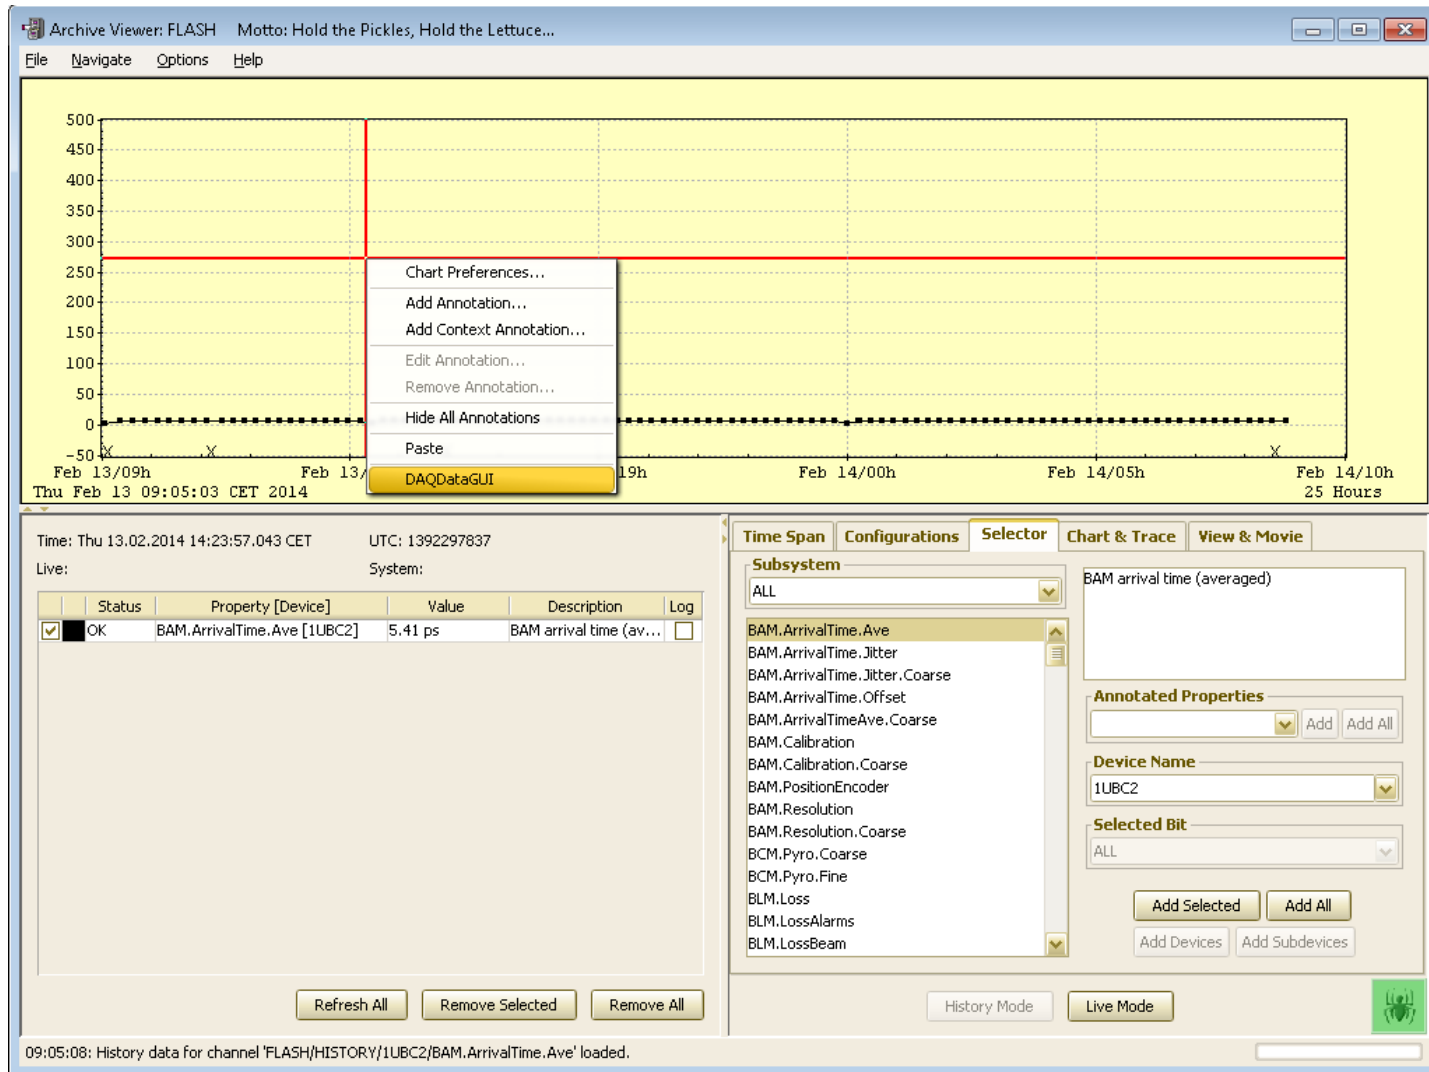 Archive Viewer: FLASH Motto: Hold the Pickles, Hold the Lettuce...
File Navigate Options Help
500
450
400
350
300
250
200
150
100
50
0
-50
X X X
Feb 13/09h Feb 13/ 19h Feb 14/00h Feb 14/05h Feb 14/10h
Thu Feb 13 09:05:03 CET 2014 25 Hours
Chart Preferences...
Add Annotation...
Add Context Annotation...
Edit Annotation...
Remove Annotation...
Hide All Annotations
Paste
DAQDataGUI
Time: Thu 13.02.2014 14:23:57.043 CET UTC: 1392297837
Live: System:
Status Property [Device] Value Description Log
OK BAM.ArrivalTime.Ave [1UBC2] 5.41 ps BAM arrival time (av...
Refresh All Remove Selected Remove All
Time Span Configurations Selector Chart & Trace View & Movie
Subsystem
ALL
BAM.ArrivalTime.Ave
BAM.ArrivalTime.Jitter
BAM.ArrivalTime.Jitter.Coarse
BAM.ArrivalTime.Offset
BAM.ArrivalTimeAve.Coarse
BAM.Calibration
BAM.Calibration.Coarse
BAM.PositionEncoder
BAM.Resolution
BAM.Resolution.Coarse
BCM.Pyro.Coarse
BCM.Pyro.Fine
BLM.Loss
BLM.LossAlarms
BLM.LossBeam
BAM arrival time (averaged)
Annotated Properties
Add Add All
Device Name
1UBC2
Selected Bit
ALL
Add Selected Add All
Add Devices Add Subdevices
History Mode Live Mode
09:05:08: History data for channel 'FLASH/HISTORY/1UBC2/BAM.ArrivalTime.Ave' loaded.